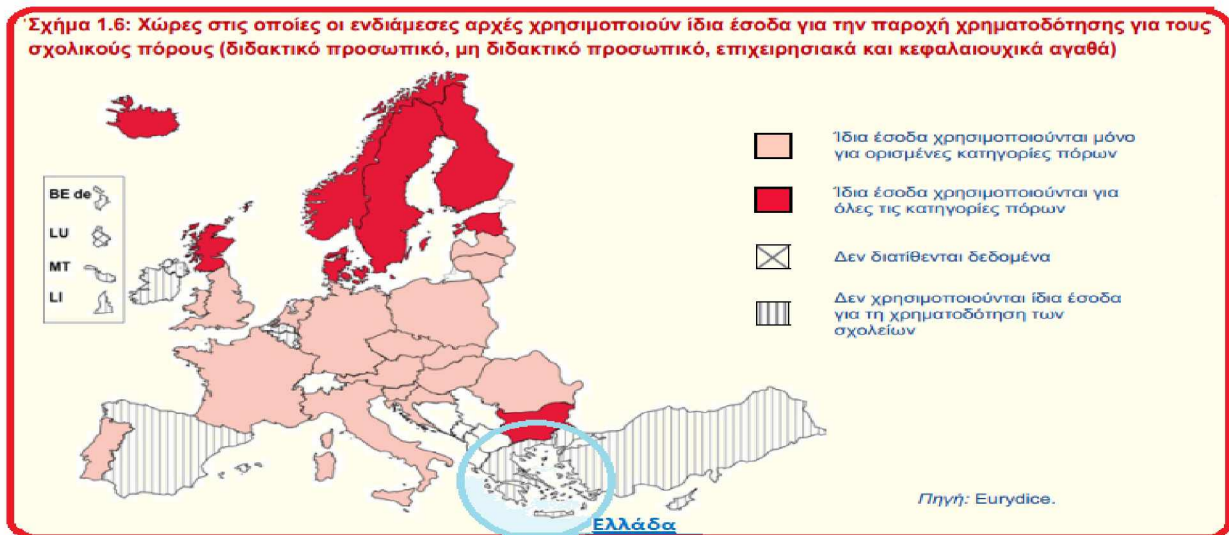 Σχήμα 1.6: Χώρες στις οποίες οι ενδιάμεσες αρχές χρησιμοποιούν ίδια έσοδα για την παροχή χρηματοδότησης για τους
σχολικούς πόρους (διδακτικό προσωπικό, μη διδακτικό προσωπικό, επιχειρησιακά και κεφαλαιουχικά αγαθά)
BE de
LU
MT
LI
Ίδια έσοδα χρησιμοποιούνται μόνο
για ορισμένες κατηγορίες πόρων
Ίδια έσοδα χρησιμοποιούνται για
όλες τις κατηγορίες πόρων
Δεν διατίθενται δεδομένα
Δεν χρησιμοποιούνται ίδια έσοδα
για τη χρηματοδότηση των
σχολείων
Πηγή: Eurydice.
Ελλάδα